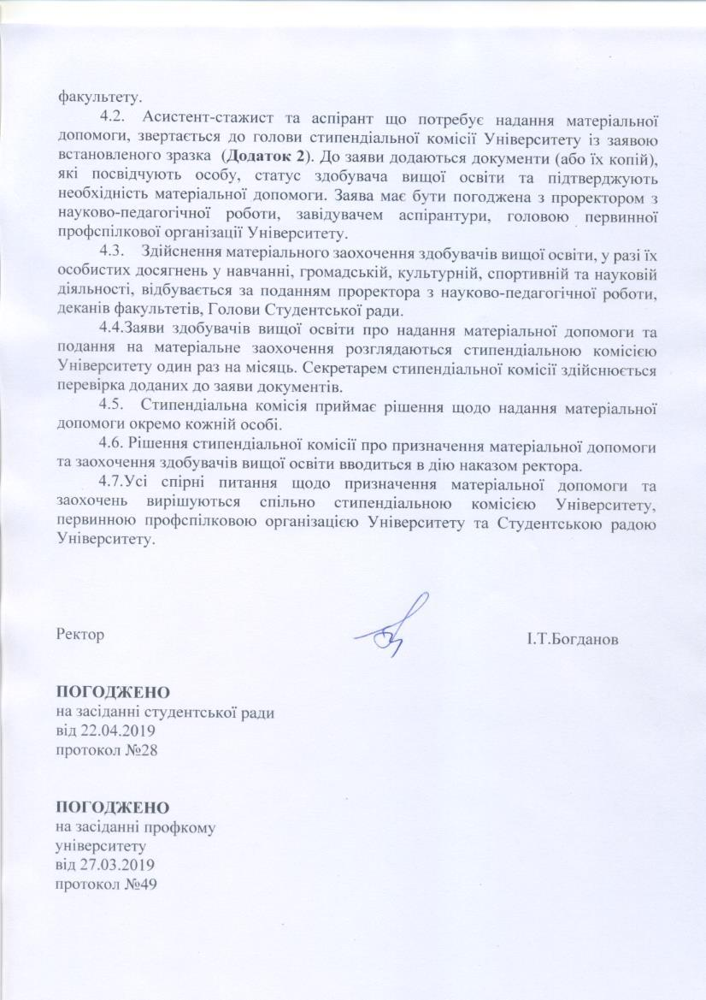 факультету.
4.2. Асистент-стажист та аспірант що потребує надання матеріальної
допомоги, звертається до голови стипендіальної комісії Університету із заявою
встановленого зразка (Додаток 2). До заяви додаються документи (або їх копій),
які посвідчують особу, статус здобувача вищої освіти та підтверджують
необхідність матеріальної допомоги. Заява має бути погоджена з проректором з
науково-педагогічної роботи, завідувачем аспірантури, головою первинної
профспілкової організації Університету.
4.3. Здійснення матеріального заохочення здобувачів вищої освіти, у разі їх
особистих досягнень у навчанні, громадській, культурній, спортивній та науковій
діяльності, відбувається за поданням проректора з науково-педагогічної роботи,
деканів факультетів, Голови Студентської ради.
4.4.Заяви здобувачів вищої освіти про надання матеріальної допомоги та
подання на матеріальне заохочення розглядаються стипендіальною комісією
Університету один раз на місяць. Секретарем стипендіальної комісії здійснюється
перевірка доданих до заяви документів.
4.5. Стипендіальна комісія приймає рішення щодо надання матеріальної
допомоги окремо кожній особі.
4.6. Рішення стипендіальної комісії про призначення матеріальної допомоги
та заохочення здобувачів вищої освіти вводиться в дію наказом ректора.
4.7.Усі спірні питання щодо призначення матеріальної допомоги та
заохочень вирішуються спільно стипендіальною комісією Університету,
первинною профспілковою організацією Університету та Студентською радою
Університету.
Ректор І.Т.Богданов
ПОГОДЖЕНО
на засіданні студентської ради
від 22.04.2019
протокол №28
ПОГОДЖЕНО
на засіданні профкому
університету
від 27.03.2019
протокол №49